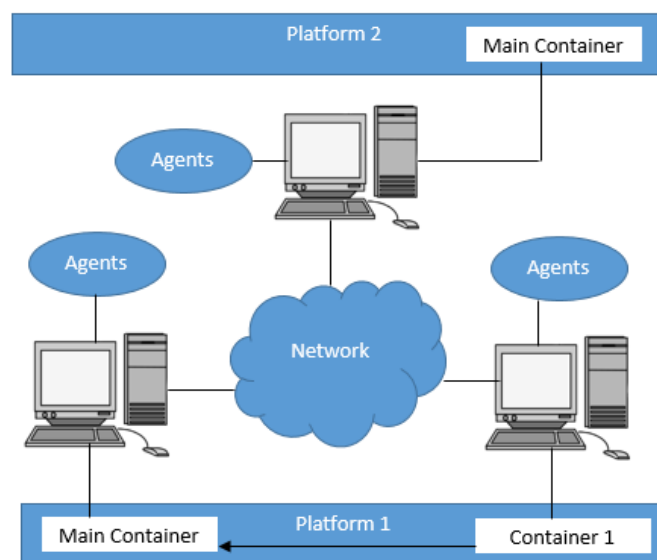 Platform 2
Main Container
Agents
Agents
Agents
Network
Platform 1
Main Container
Container 1